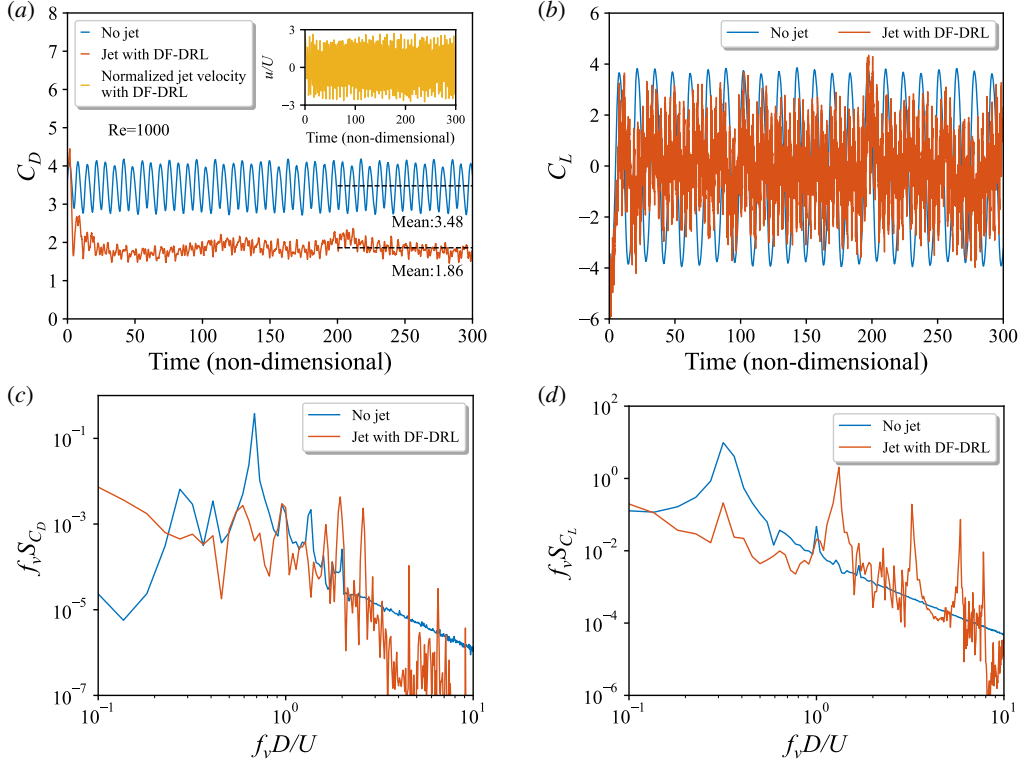 (a)
8
7
6
5
4
3
2
1
0
C_D
No jet
Jet with DF-DRL
Normalized jet velocity
with DF-DRL
Re=1000
3
0
−3
u/U
0 100 200 300
Time (non-dimensional)
Mean:3.48
Mean:1.86
0 50 100 150 200 250 300
Time (non-dimensional)
(b)
6
4
2
0
−2
−4
−6
C_L
No jet Jet with DF-DRL
0 50 100 150 200 250 300
Time (non-dimensional)
(c)
10^−1
10^−3
10^−5
10^−7
f_v S_{C_D}
No jet
Jet with DF-DRL
10^−1 10^0 10^1
f_v D/U
(d)
10^2
10^0
10^−2
10^−4
10^−6
f_v S_{C_L}
No jet
Jet with DF-DRL
10^−1 10^0 10^1
f_v D/U